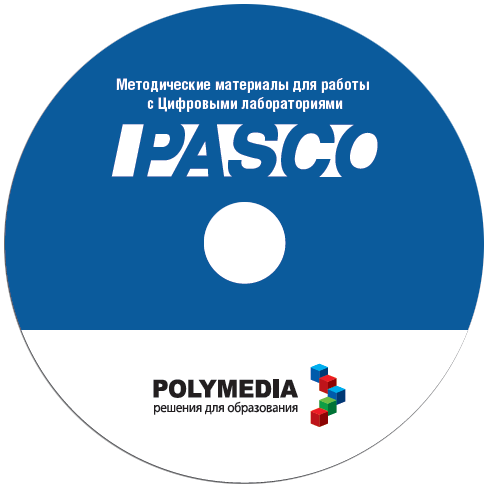 Методические материалы для работы
с Цифровыми лабораториями
PASCO
POLYMEDIA
решения для образования